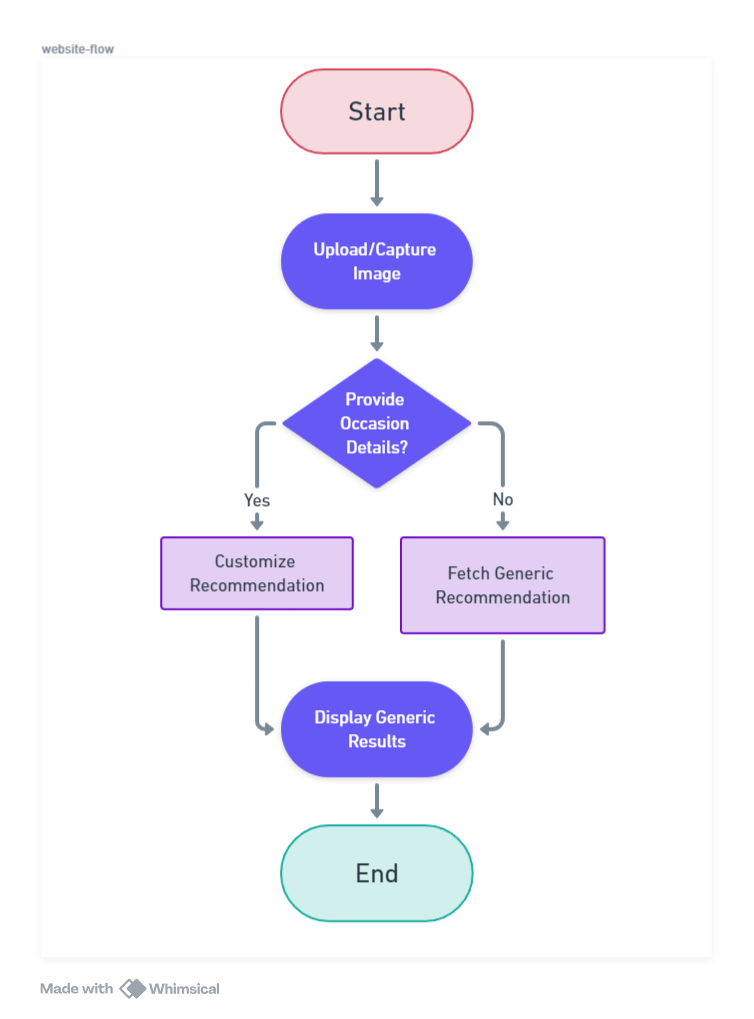 website-flow
Start
Upload/Capture
Image
Provide
Occasion
Details?
Yes
No
Customize
Recommendation
Fetch Generic
Recommendation
Display Generic
Results
End
Made with Whimsical